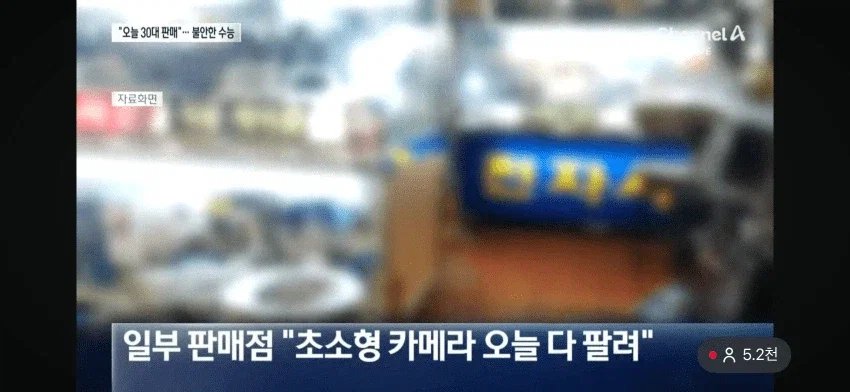 "오늘 30대 판매"… 불안한 수능
Channel A
자료화면
일부 판매점 "초소형 카메라 오늘 다 팔려"
5.2천